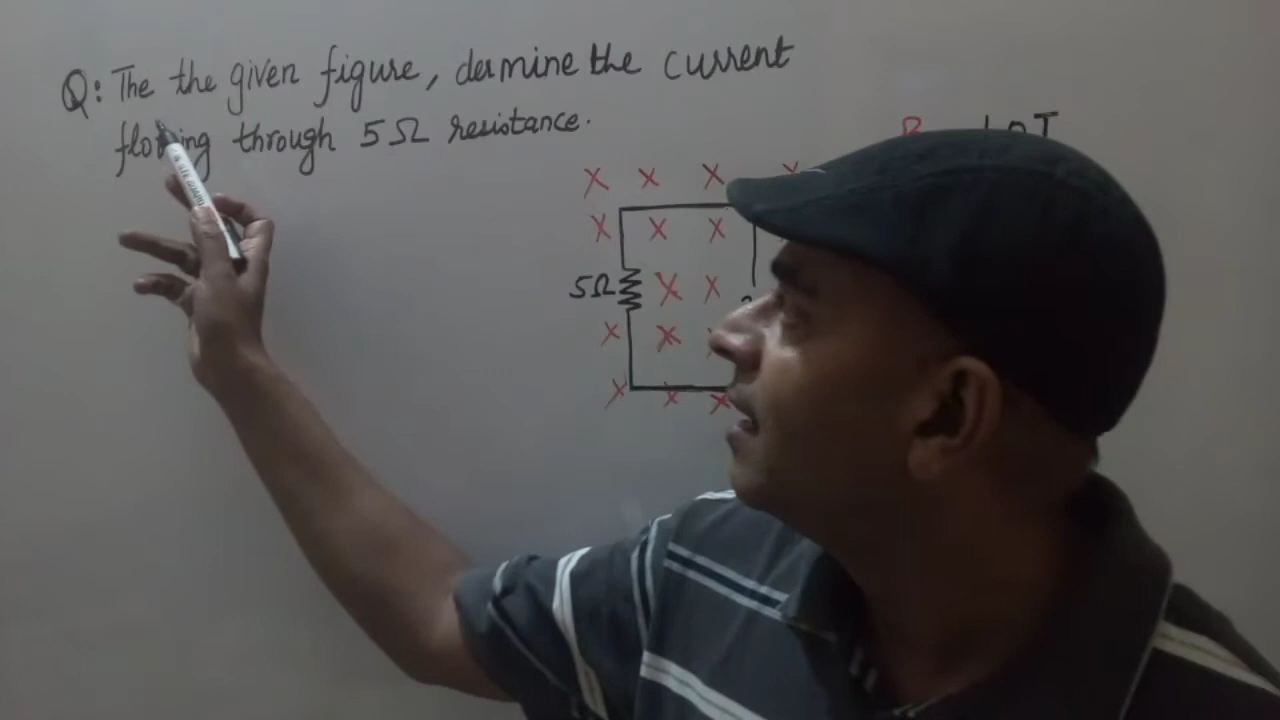 Q: The the given figure, dermine the current
flowing through 5Ω resistance.
5Ω